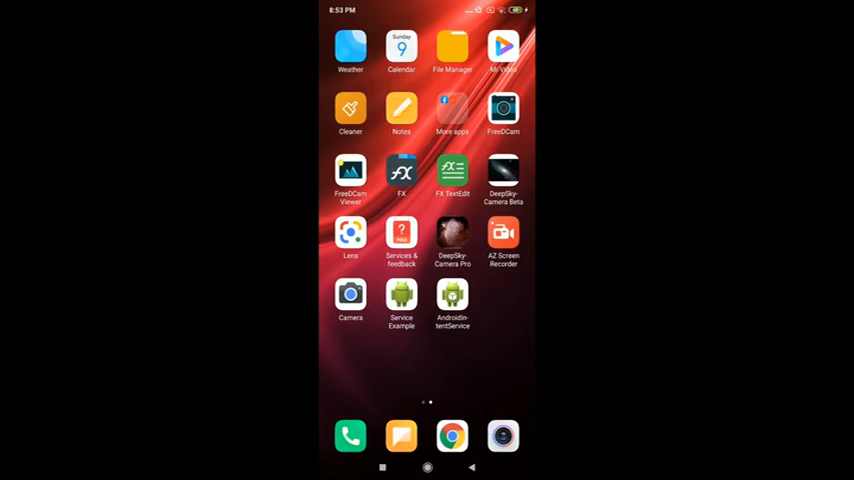 8:53 PM
Sunday
9
Weather
Calendar
File Manager
Mi Video
Cleaner
Notes
More apps
FreeDCam
FX
FX
FreeDCam
Viewer
FX
FX TextEdit
DeepSky-
Camera Beta
Lens
Services &
feedback
DeepSky-
Camera Pro
AZ Screen
Recorder
Camera
Service
Example
AndroidIn-
tentService